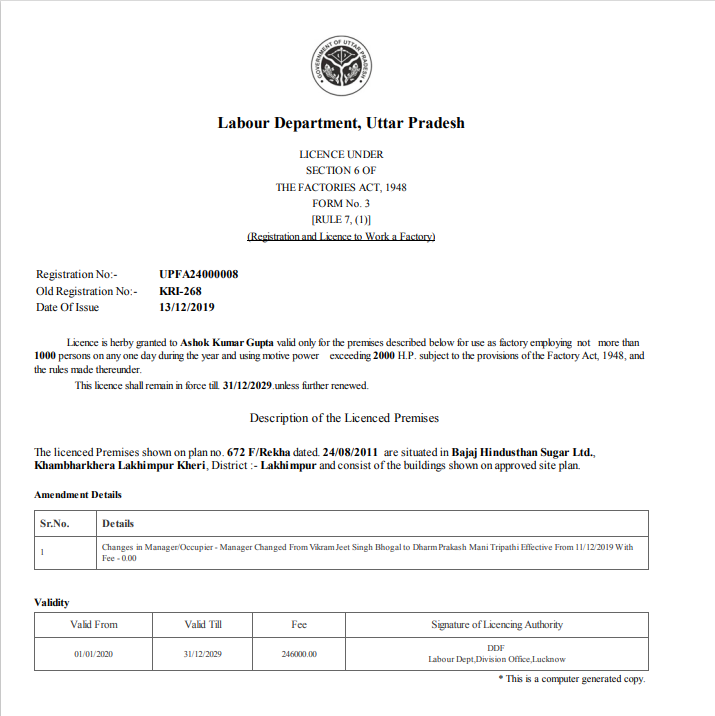 GOVERNMENT OF UTTAR PRADESH
Labour Department, Uttar Pradesh
LICENCE UNDER
SECTION 6 OF
THE FACTORIES ACT, 1948
FORM No. 3
[RULE 7, (1)]
(Registration and Licence to Work a Factory)
Registration No:- UPFA24000008
Old Registration No:- KRI-268
Date Of Issue 13/12/2019
Licence is herby granted to Ashok Kumar Gupta valid only for the premises described below for use as factory employing not more than
1000 persons on any one day during the year and using motive power exceeding 2000 H.P. subject to the provisions of the Factory Act, 1948, and
the rules made thereunder.
This licence shall remain in force till. 31/12/2029.unless further renewed.
Description of the Licenced Premises
The licenced Premises shown on plan no. 672 F/Rekha dated. 24/08/2011 are situated in Bajaj Hindusthan Sugar Ltd.,
Khambharkhera Lakhimpur Kheri, District :- Lakhimpur and consist of the buildings shown on approved site plan.
Amendment Details
Sr.No. Details
1 Changes in Manager/Occupier - Manager Changed From Vikram Jeet Singh Bhogal to Dharm Prakash Mani Tripathi Effective From 11/12/2019 With
Fee - 0.00
Validity
Valid From Valid Till Fee Signature of Licencing Authority
01/01/2020 31/12/2029 246000.00 DDF
Labour Dept,Division Office,Lucknow
* This is a computer generated copy.